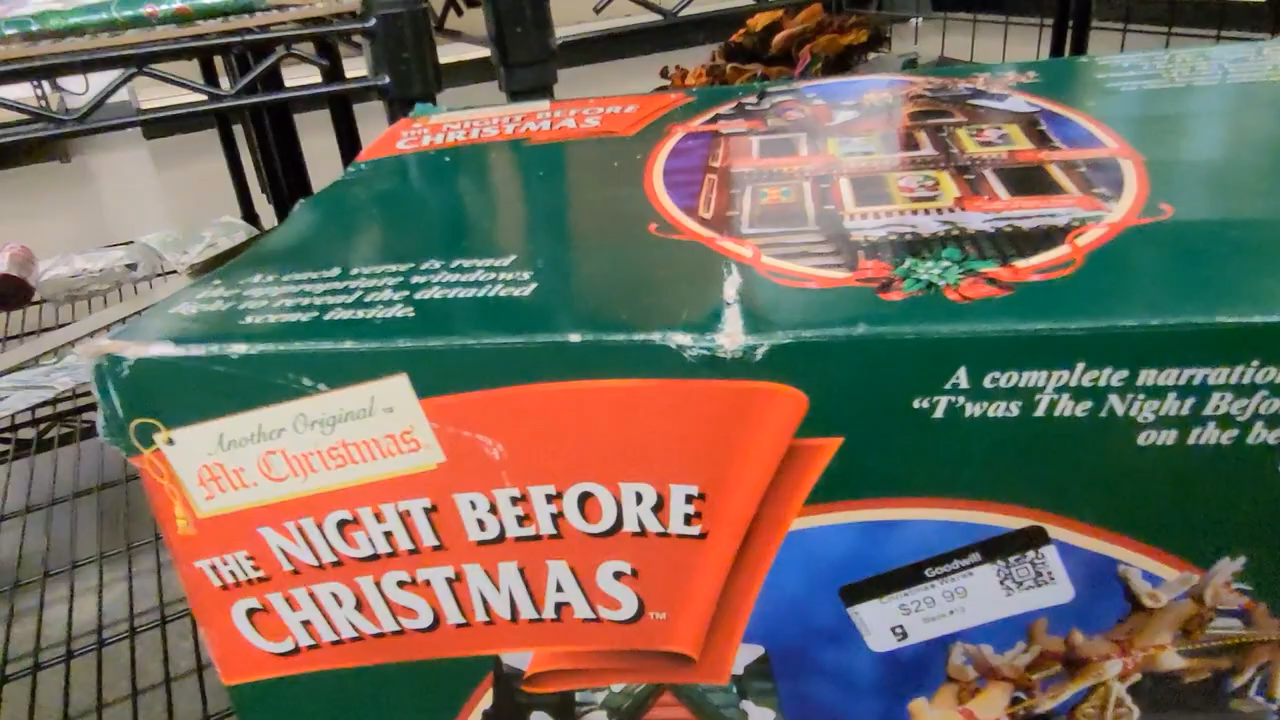 THE NIGHT BEFORE
CHRISTMAS
As each verse is read
the appropriate windows
light to reveal the detailed
scene inside.
A complete narratio
"T'was The Night Befo
on the be
Another Original
Mr. Christmas
THE NIGHT BEFORE
CHRISTMAS™
Goodwill
Christmas Wares
$29.99
g